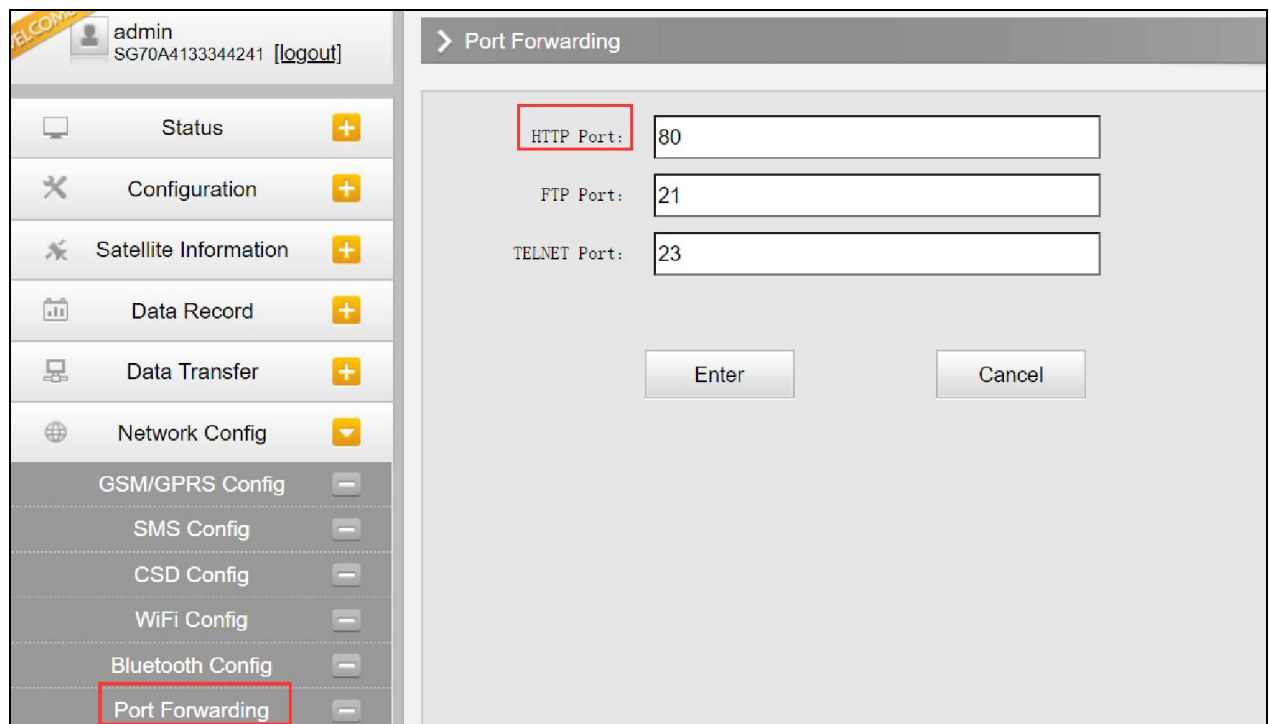 admin
SG70A4133344241 [logout]
Status
Configuration
Satellite Information
Data Record
Data Transfer
Network Config
GSM/GPRS Config
SMS Config
CSD Config
WiFi Config
Bluetooth Config
Port Forwarding
Port Forwarding
HTTP Port: 80
FTP Port: 21
TELNET Port: 23
Enter Cancel